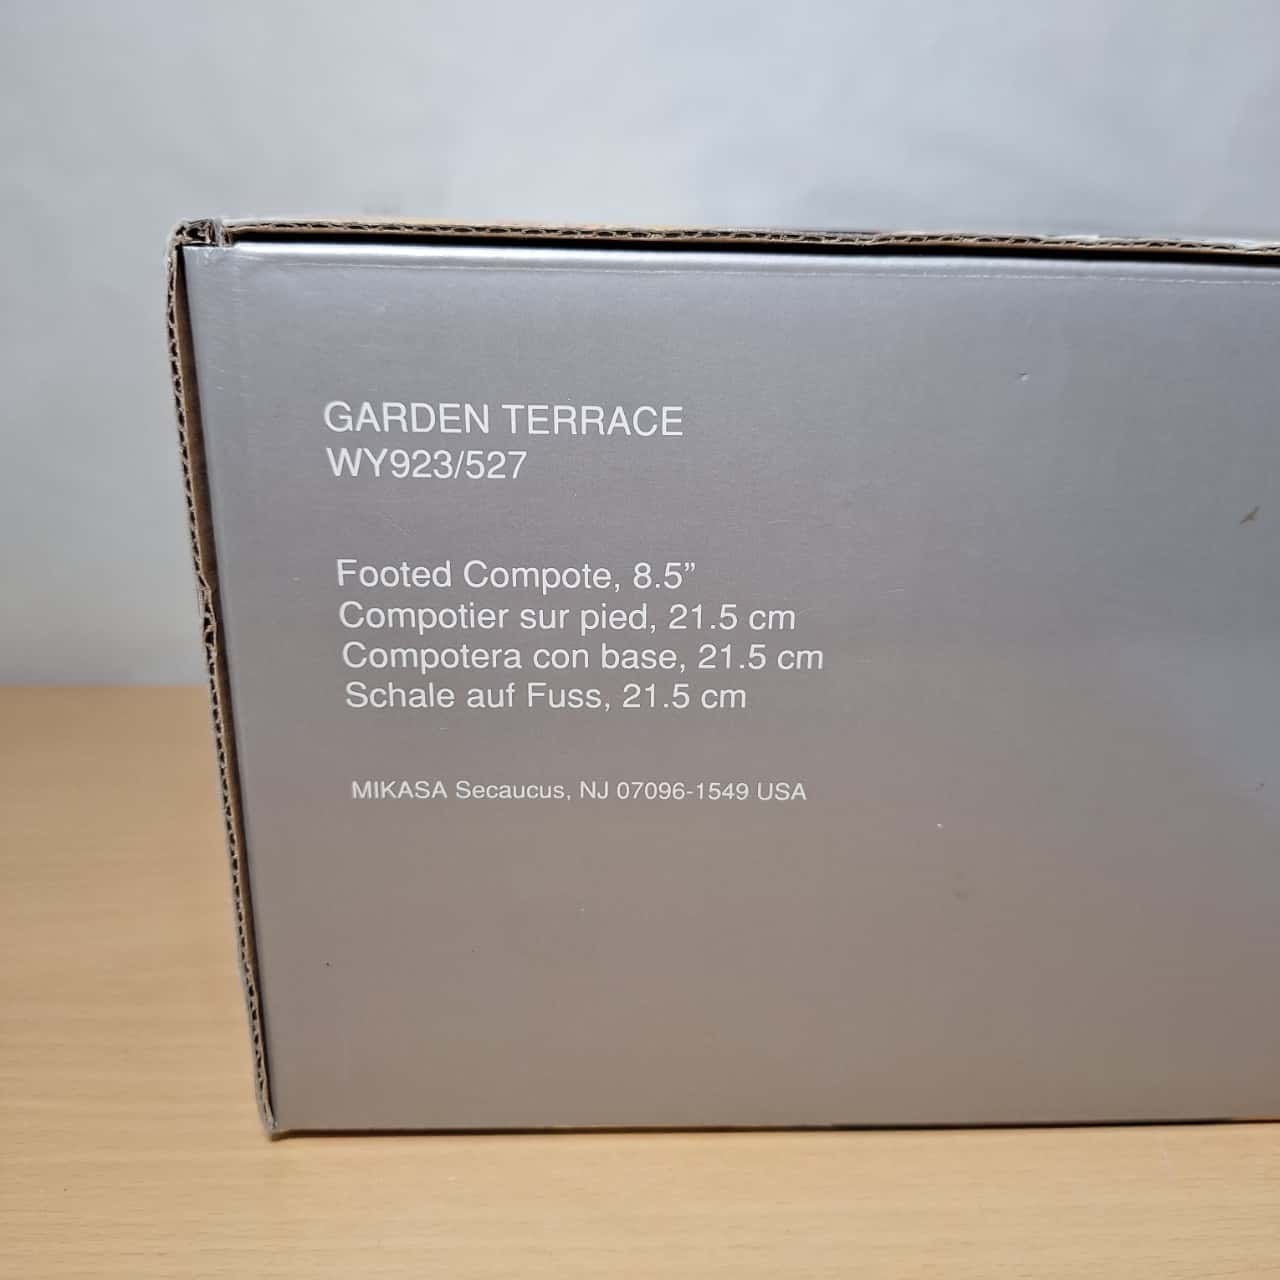 GARDEN TERRACE
WY923/527
Footed Compote, 8.5”
Compotier sur pied, 21.5 cm
Compotera con base, 21.5 cm
Schale auf Fuss, 21.5 cm
MIKASA Secaucus, NJ 07096-1549 USA